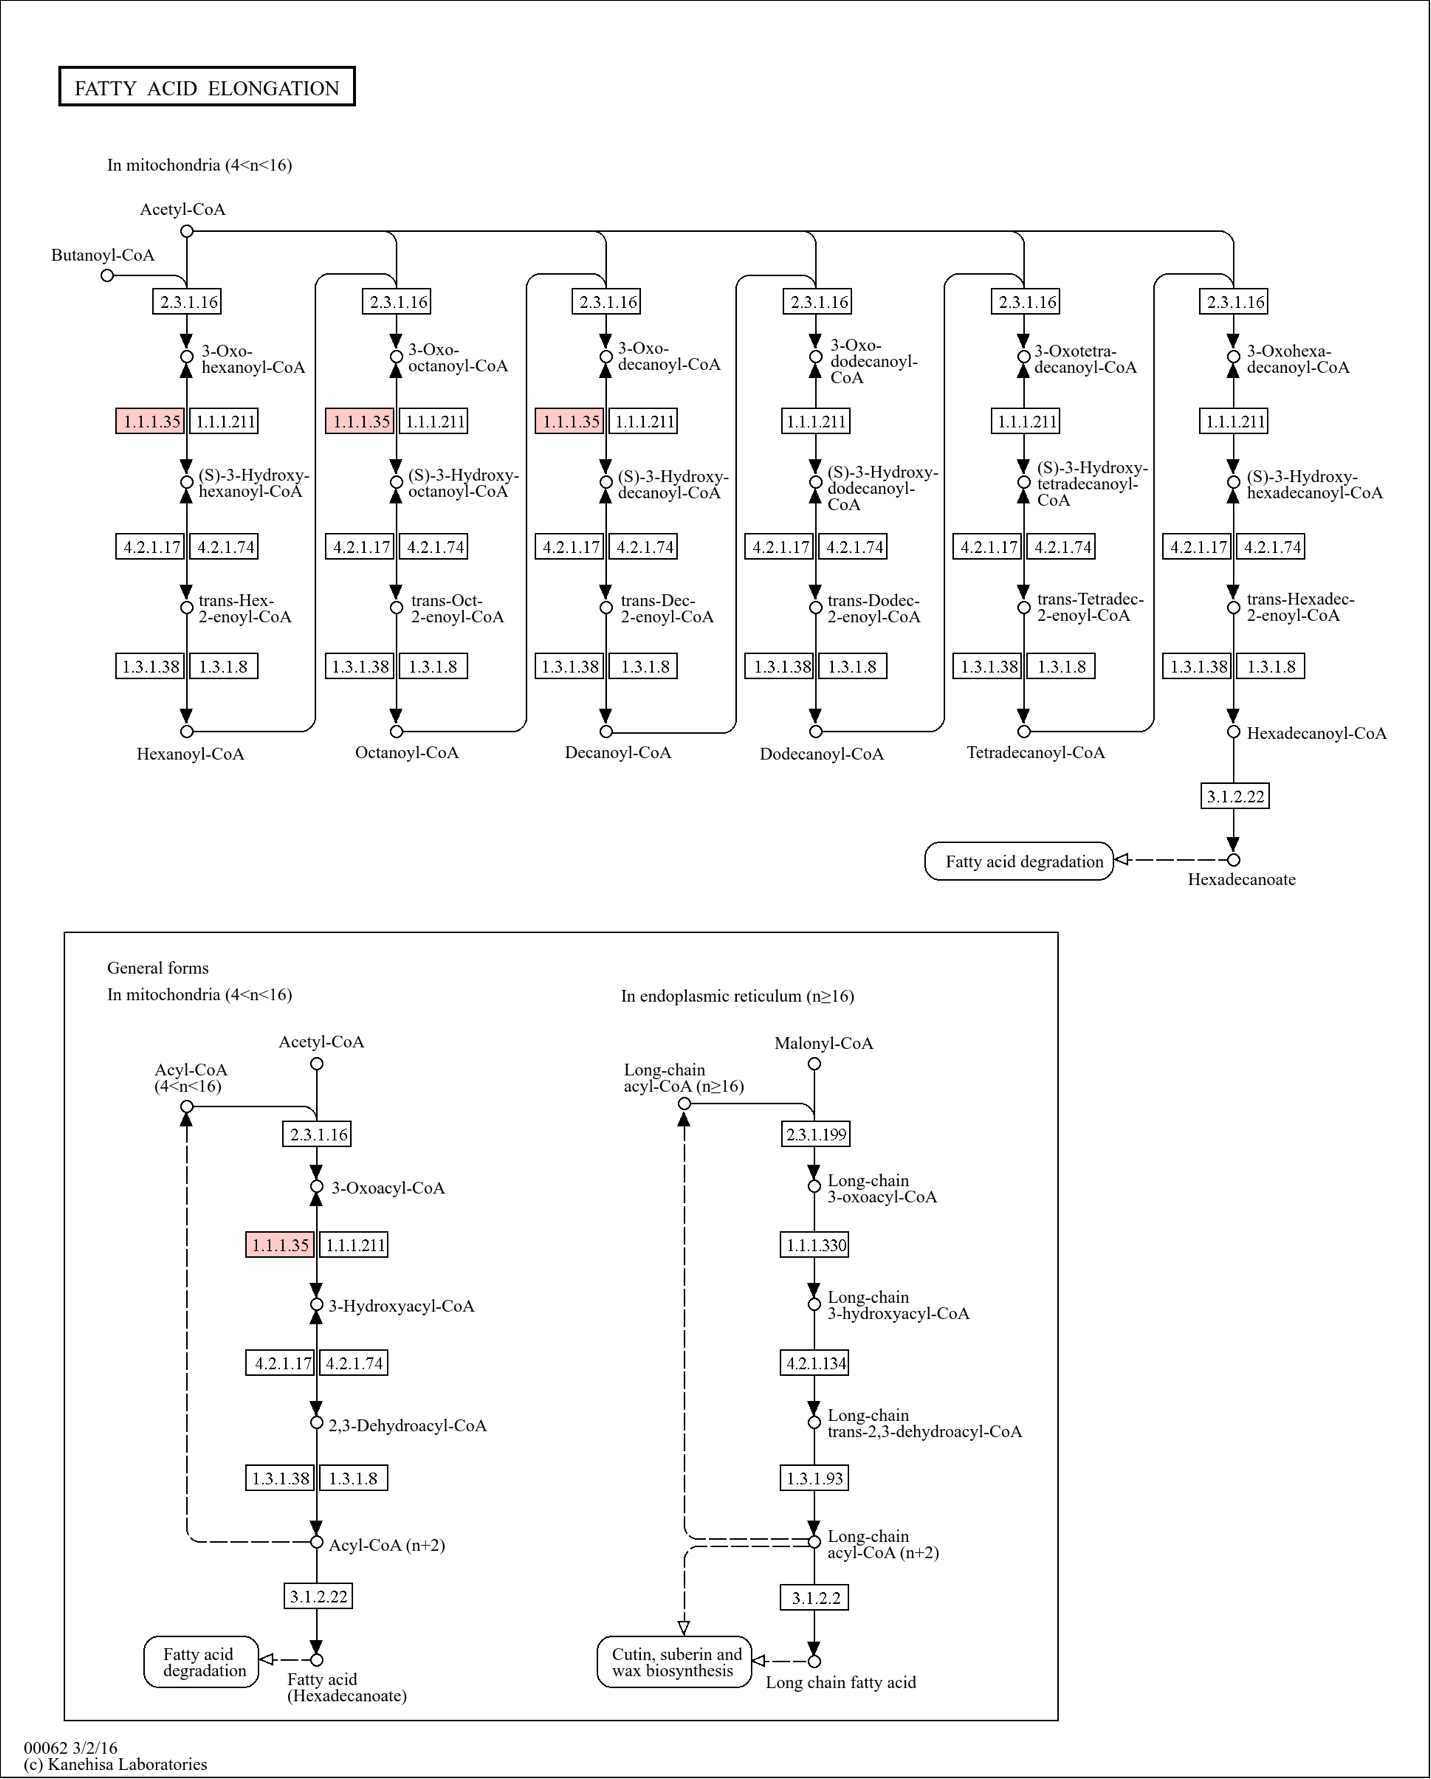 FATTY ACID ELONGATION
In mitochondria (4<n<16)
Acetyl-CoA
Butanoyl-CoA
2.3.1.16 2.3.1.16 2.3.1.16 2.3.1.16 2.3.1.16 2.3.1.16
3-Oxo-
hexanoyl-CoA
3-Oxo-
octanoyl-CoA
3-Oxo-
decanoyl-CoA
3-Oxo-
dodecanoyl-
CoA
3-Oxotetra-
decanoyl-CoA
3-Oxohexa-
decanoyl-CoA
1.1.1.35 1.1.1.211 1.1.1.35 1.1.1.211 1.1.1.35 1.1.1.211 1.1.1.211 1.1.1.211 1.1.1.211
(S)-3-Hydroxy-
hexanoyl-CoA
(S)-3-Hydroxy-
octanoyl-CoA
(S)-3-Hydroxy-
decanoyl-CoA
(S)-3-Hydroxy-
dodecanoyl-
CoA
(S)-3-Hydroxy-
tetradecanoyl-
CoA
(S)-3-Hydroxy-
hexadecanoyl-CoA
4.2.1.17 4.2.1.74 4.2.1.17 4.2.1.74 4.2.1.17 4.2.1.74 4.2.1.17 4.2.1.74 4.2.1.17 4.2.1.74 4.2.1.17 4.2.1.74
trans-Hex-
2-enoyl-CoA
trans-Oct-
2-enoyl-CoA
trans-Dec-
2-enoyl-CoA
trans-Dodec-
2-enoyl-CoA
trans-Tetradec-
2-enoyl-CoA
trans-Hexadec-
2-enoyl-CoA
1.3.1.38 1.3.1.8 1.3.1.38 1.3.1.8 1.3.1.38 1.3.1.8 1.3.1.38 1.3.1.8 1.3.1.38 1.3.1.8 1.3.1.38 1.3.1.8
Hexanoyl-CoA Octanoyl-CoA Decanoyl-CoA Dodecanoyl-CoA Tetradecanoyl-CoA Hexadecanoyl-CoA
3.1.2.22
Fatty acid degradation
Hexadecanoate
General forms
In mitochondria (4<n<16)
Acetyl-CoA
Acyl-CoA
(4<n<16)
2.3.1.16
3-Oxoacyl-CoA
1.1.1.35 1.1.1.211
3-Hydroxyacyl-CoA
4.2.1.17 4.2.1.74
2,3-Dehydroacyl-CoA
1.3.1.38 1.3.1.8
Acyl-CoA (n+2)
3.1.2.22
Fatty acid
degradation
Fatty acid
(Hexadecanoate)
In endoplasmic reticulum (n≥16)
Malonyl-CoA
Long-chain
acyl-CoA (n≥16)
2.3.1.199
Long-chain
3-oxoacyl-CoA
1.1.1.330
Long-chain
3-hydroxyacyl-CoA
4.2.1.134
Long-chain
trans-2,3-dehydroacyl-CoA
1.3.1.93
Long-chain
acyl-CoA (n+2)
3.1.2.2
Cutin, suberin and
wax biosynthesis
Long chain fatty acid
00062 3/2/16
(c) Kanehisa Laboratories